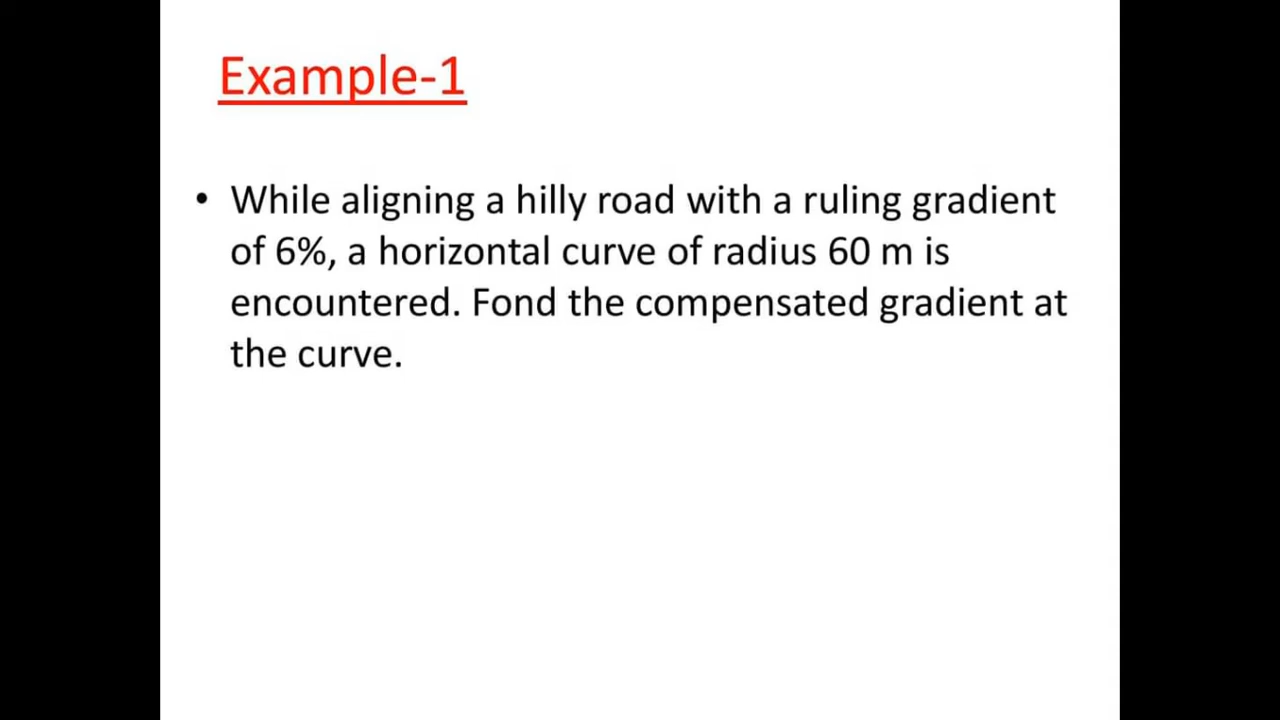 Example-1
• While aligning a hilly road with a ruling gradient
of 6%, a horizontal curve of radius 60 m is
encountered. Fond the compensated gradient at
the curve.